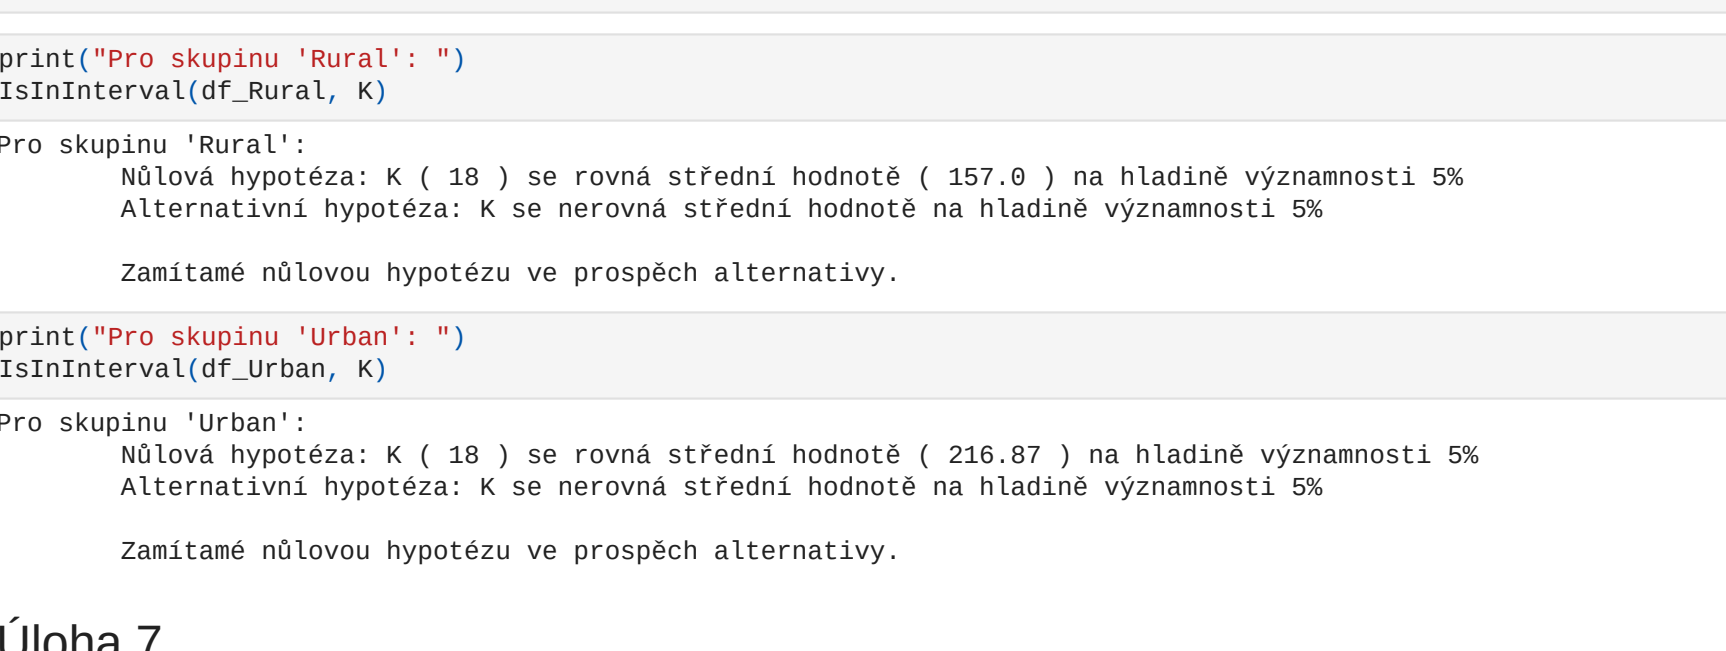 print("Pro skupinu 'Rural': ")
IsInInterval(df_Rural, K)
Pro skupinu 'Rural':
Nůlová hypotéza: K ( 18 ) se rovná střední hodnotě ( 157.0 ) na hladině významnosti 5%
Alternativní hypotéza: K se nerovná střední hodnotě na hladině významnosti 5%
Zamítamé nůlovou hypotézu ve prospěch alternativy.
print("Pro skupinu 'Urban': ")
IsInInterval(df_Urban, K)
Pro skupinu 'Urban':
Nůlová hypotéza: K ( 18 ) se rovná střední hodnotě ( 216.87 ) na hladině významnosti 5%
Alternativní hypotéza: K se nerovná střední hodnotě na hladině významnosti 5%
Zamítamé nůlovou hypotézu ve prospěch alternativy.
Úloha 7